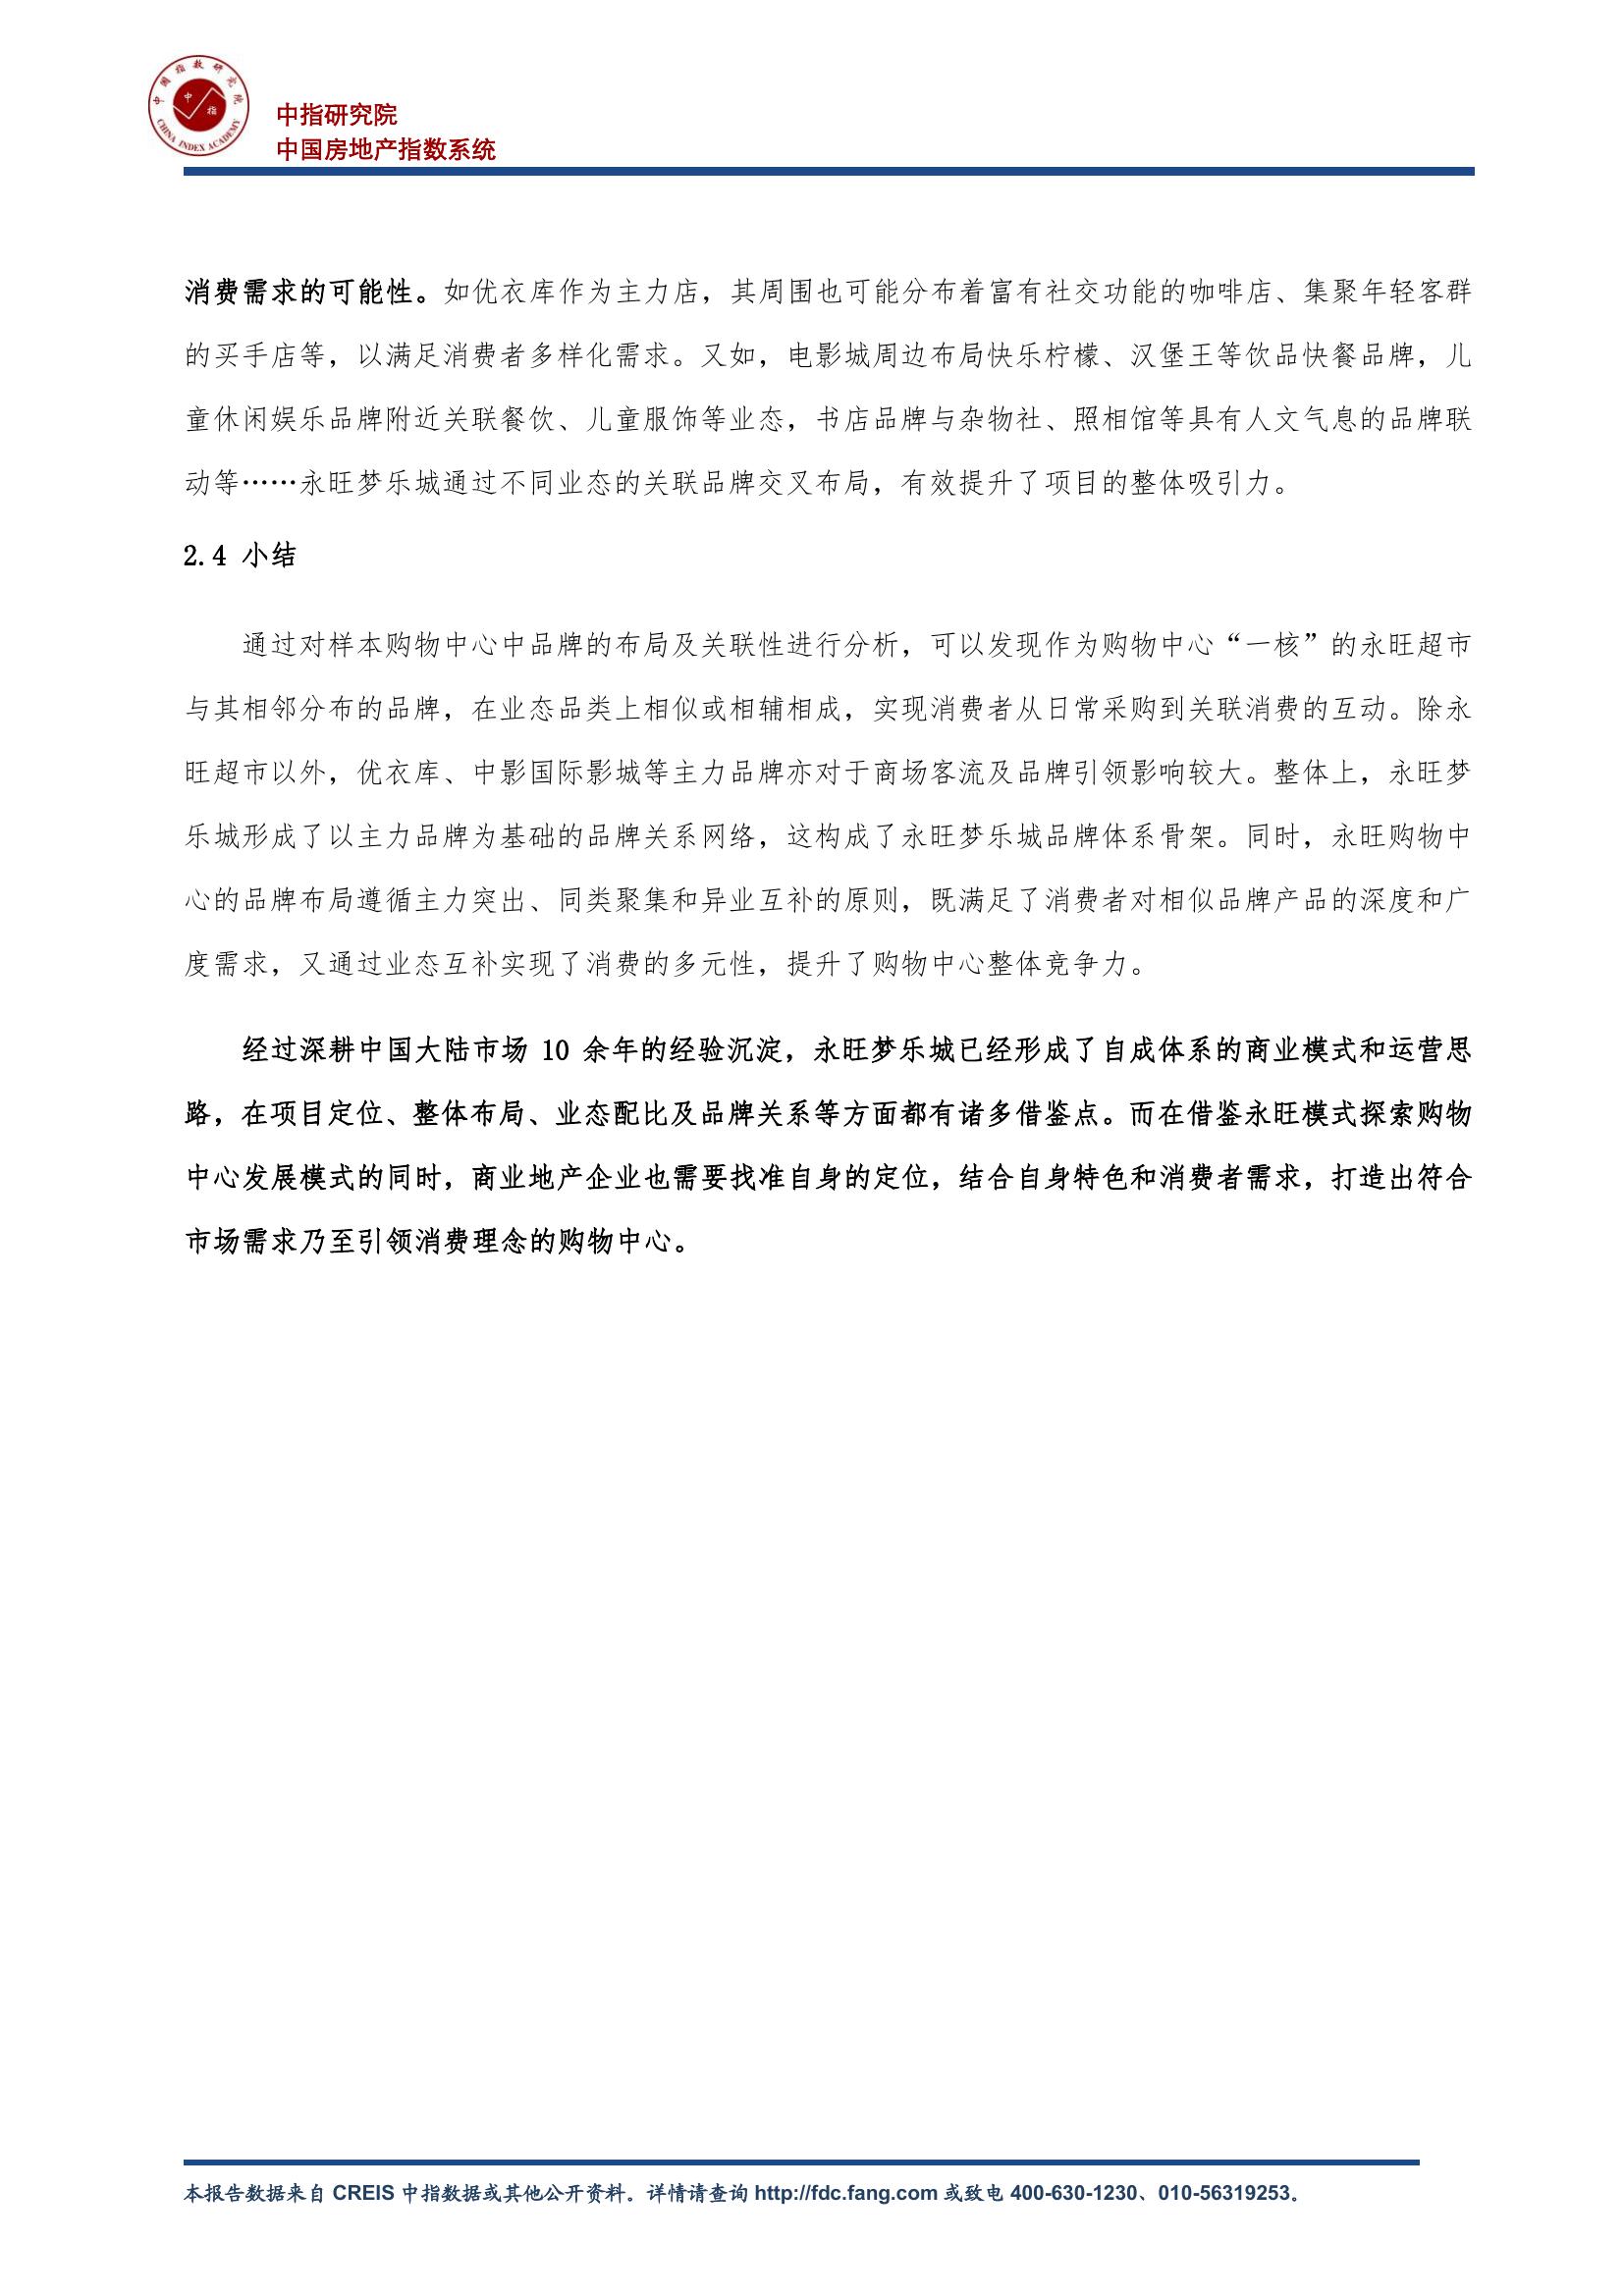 中国指数研究院
中
指
CHINA INDEX ACADEMY
中指研究院
中国房地产指数系统
消费需求的可能性。如优衣库作为主力店，其周围也可能分布着富有社交功能的咖啡店、集聚年轻客群
的买手店等，以满足消费者多样化需求。又如，电影城周边布局快乐柠檬、汉堡王等饮品快餐品牌，儿
童休闲娱乐品牌附近关联餐饮、儿童服饰等业态，书店品牌与杂物社、照相馆等具有人文气息的品牌联
动等……永旺梦乐城通过不同业态的关联品牌交叉布局，有效提升了项目的整体吸引力。
2.4 小结
通过对样本购物中心中品牌的布局及关联性进行分析，可以发现作为购物中心“一核”的永旺超市
与其相邻分布的品牌，在业态品类上相似或相辅相成，实现消费者从日常采购到关联消费的互动。除永
旺超市以外，优衣库、中影国际影城等主力品牌亦对于商场客流及品牌引领影响较大。整体上，永旺梦
乐城形成了以主力品牌为基础的品牌关系网络，这构成了永旺梦乐城品牌体系骨架。同时，永旺购物中
心的品牌布局遵循主力突出、同类聚集和异业互补的原则，既满足了消费者对相似品牌产品的深度和广
度需求，又通过业态互补实现了消费的多元性，提升了购物中心整体竞争力。
经过深耕中国大陆市场 10 余年的经验沉淀，永旺梦乐城已经形成了自成体系的商业模式和运营思
路，在项目定位、整体布局、业态配比及品牌关系等方面都有诸多借鉴点。而在借鉴永旺模式探索购物
中心发展模式的同时，商业地产企业也需要找准自身的定位，结合自身特色和消费者需求，打造出符合
市场需求乃至引领消费理念的购物中心。
本报告数据来自 CREIS 中指数据或其他公开资料。详情请查询 http://fdc.fang.com 或致电 400-630-1230、010-56319253。